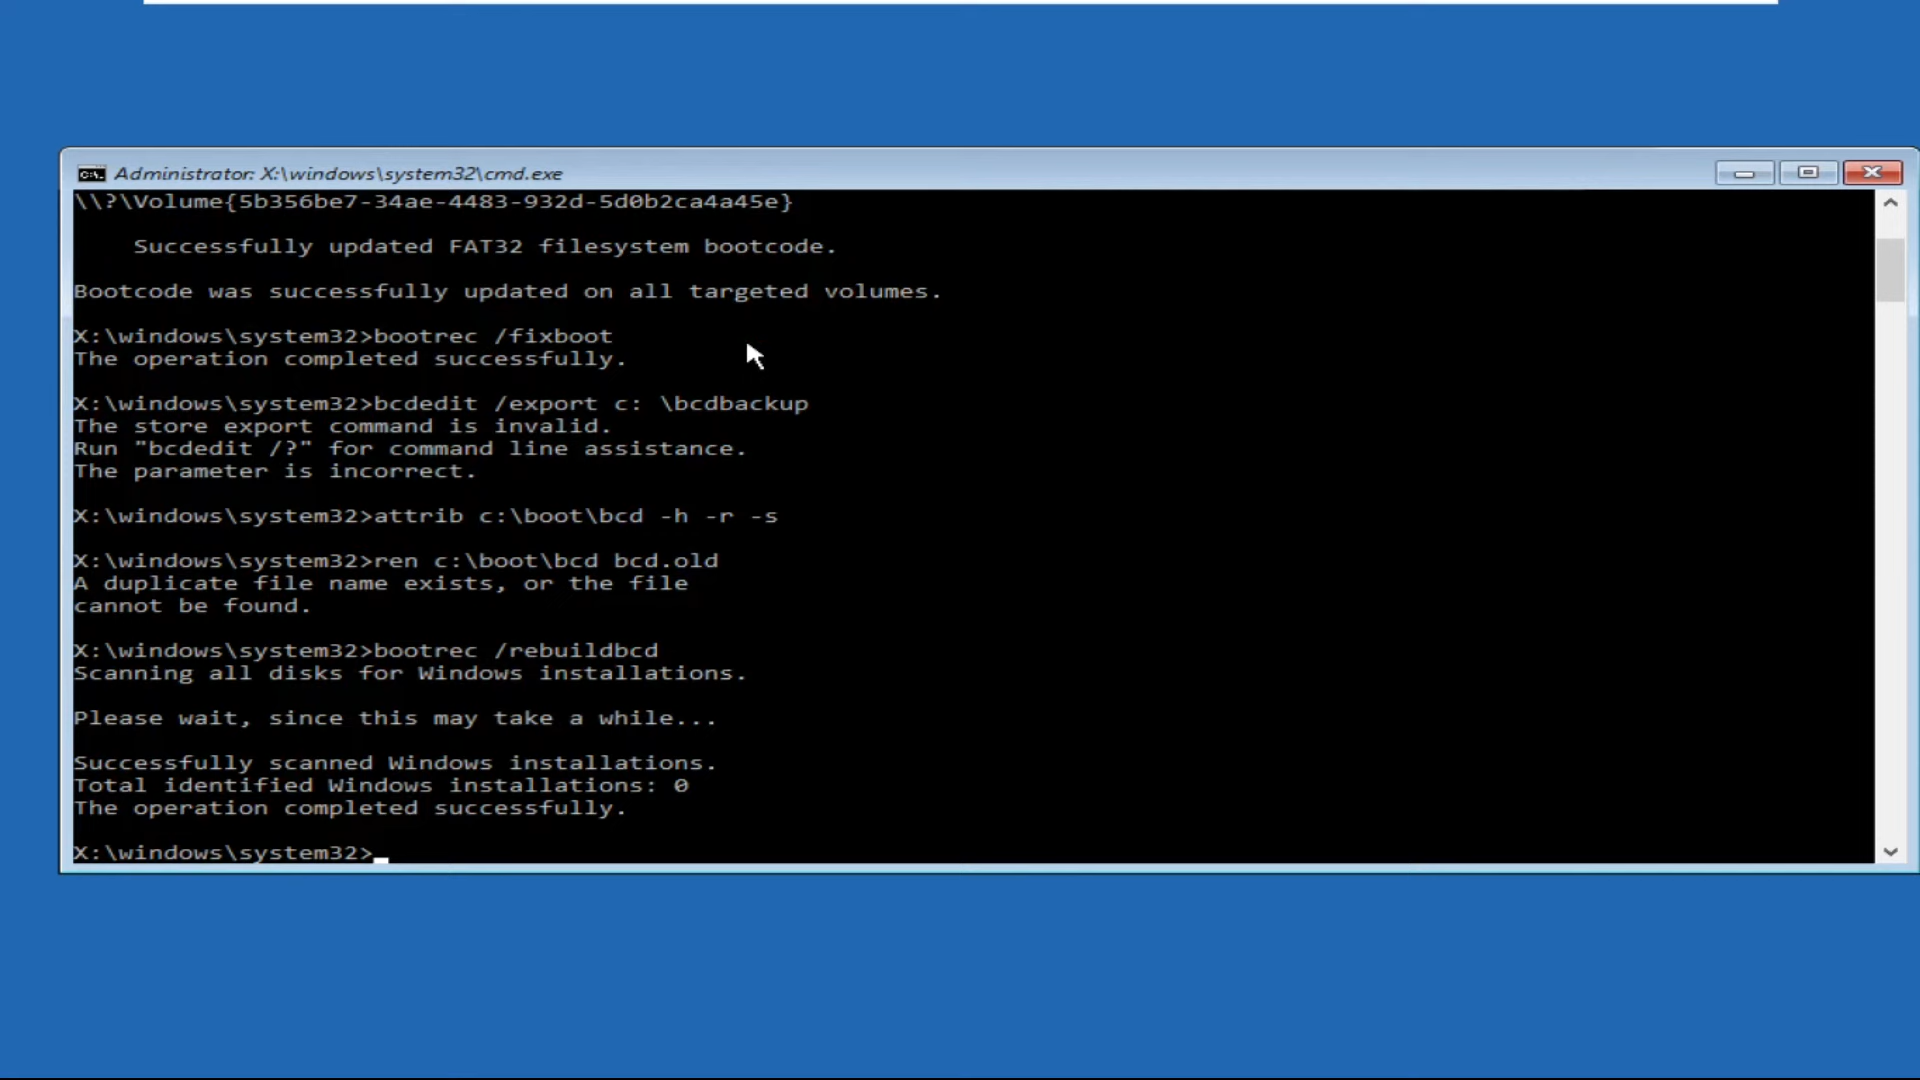 Administrator: X:\windows\system32\cmd.exe
\\?\Volume{5b356be7-34ae-4483-932d-5d0b2ca4a45e}
Successfully updated FAT32 filesystem bootcode.
Bootcode was successfully updated on all targeted volumes.
X:\windows\system32>bootrec /fixboot
The operation completed successfully.
X:\windows\system32>bcdedit /export c: \bcdbackup
The store export command is invalid.
Run "bcdedit /?" for command line assistance.
The parameter is incorrect.
X:\windows\system32>attrib c:\boot\bcd -h -r -s
X:\windows\system32>ren c:\boot\bcd bcd.old
A duplicate file name exists, or the file
cannot be found.
X:\windows\system32>bootrec /rebuildbcd
Scanning all disks for Windows installations.
Please wait, since this may take a while...
Successfully scanned Windows installations.
Total identified Windows installations: 0
The operation completed successfully.
X:\windows\system32>